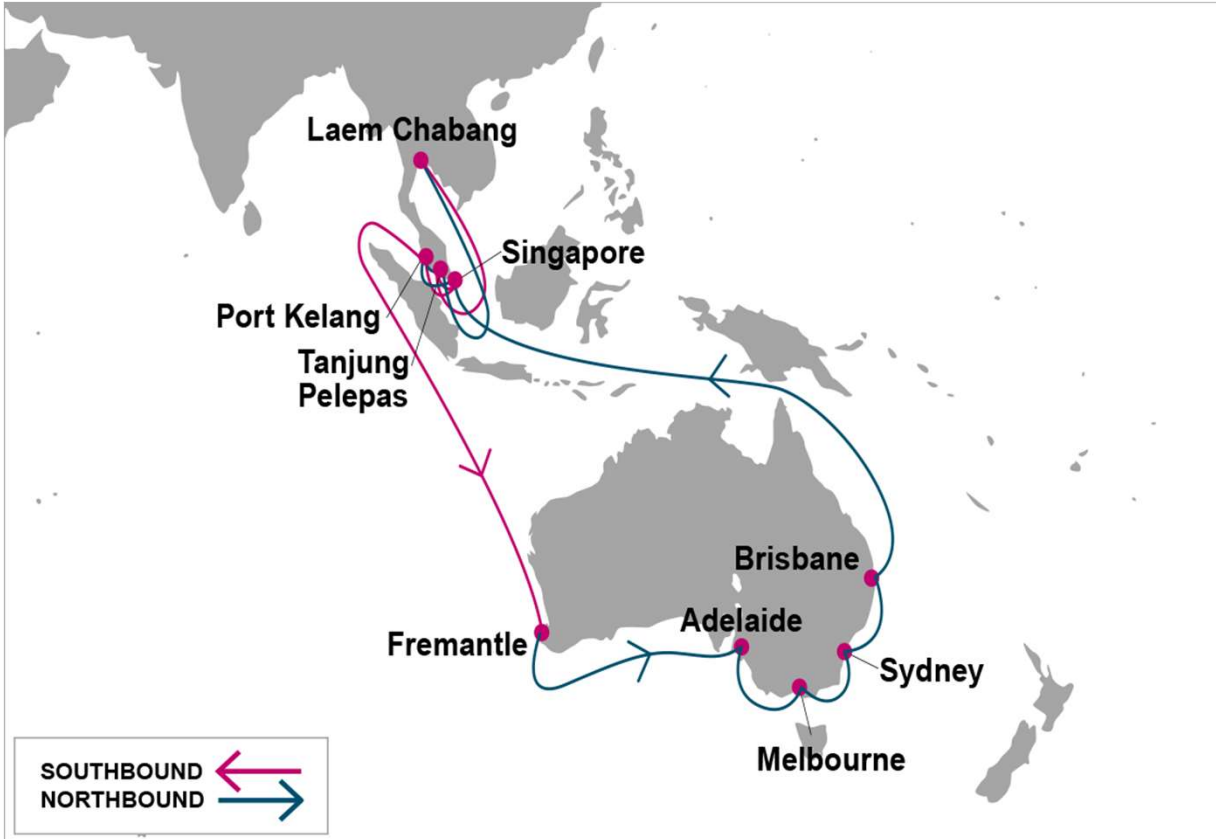 Laem Chabang
Singapore
Port Kelang
Tanjung
Pelepas
Brisbane
Adelaide
Fremantle
Sydney
Melbourne
SOUTHBOUND
NORTHBOUND